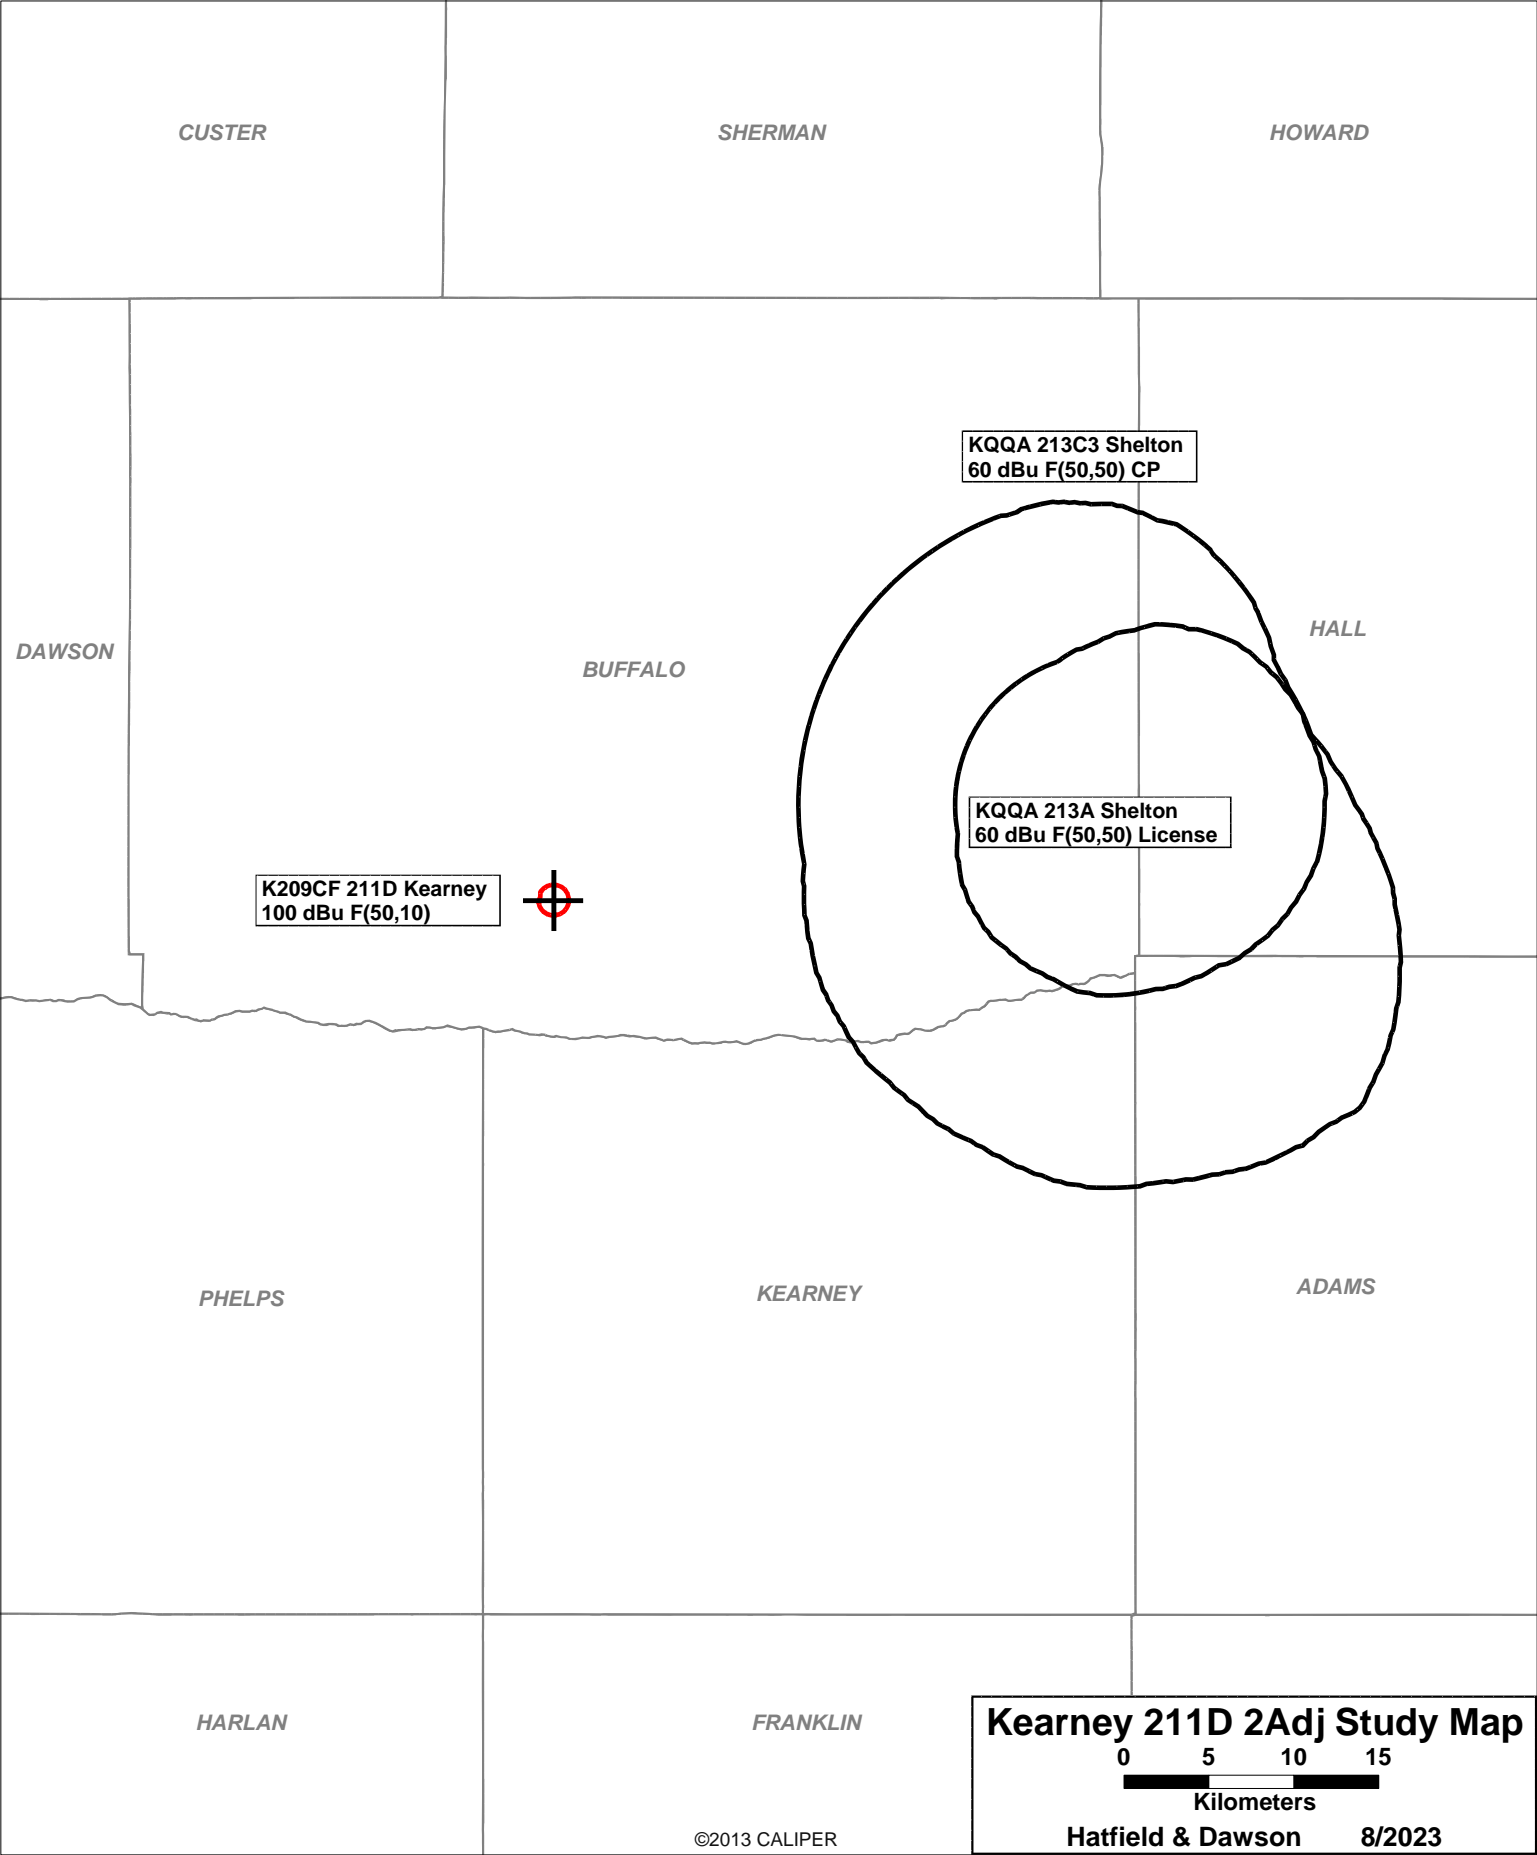 CUSTER
SHERMAN
HOWARD
KQQA 213C3 Shelton
60 dBu F(50,50) CP
HALL
DAWSON
BUFFALO
KQQA 213A Shelton
60 dBu F(50,50) License
K209CF 211D Kearney
100 dBu F(50,10)
PHELPS
KEARNEY
ADAMS
HARLAN
FRANKLIN
Kearney 211D 2Adj Study Map
0 5 10 15
Kilometers
Hatfield & Dawson 8/2023
©2013 CALIPER